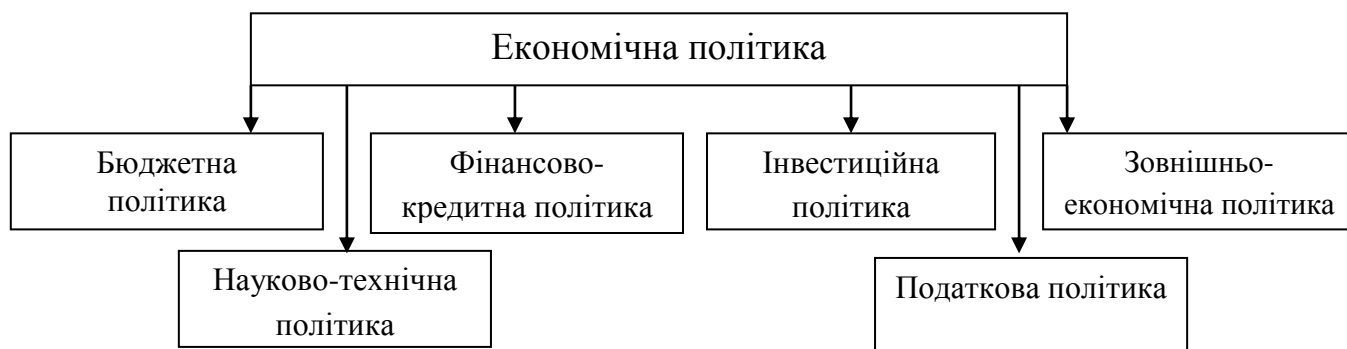 Економічна політика
Бюджетна
політика
Фінансово-
кредитна політика
Інвестиційна
політика
Зовнішньо-
економічна політика
Науково-технічна
політика
Податкова політика